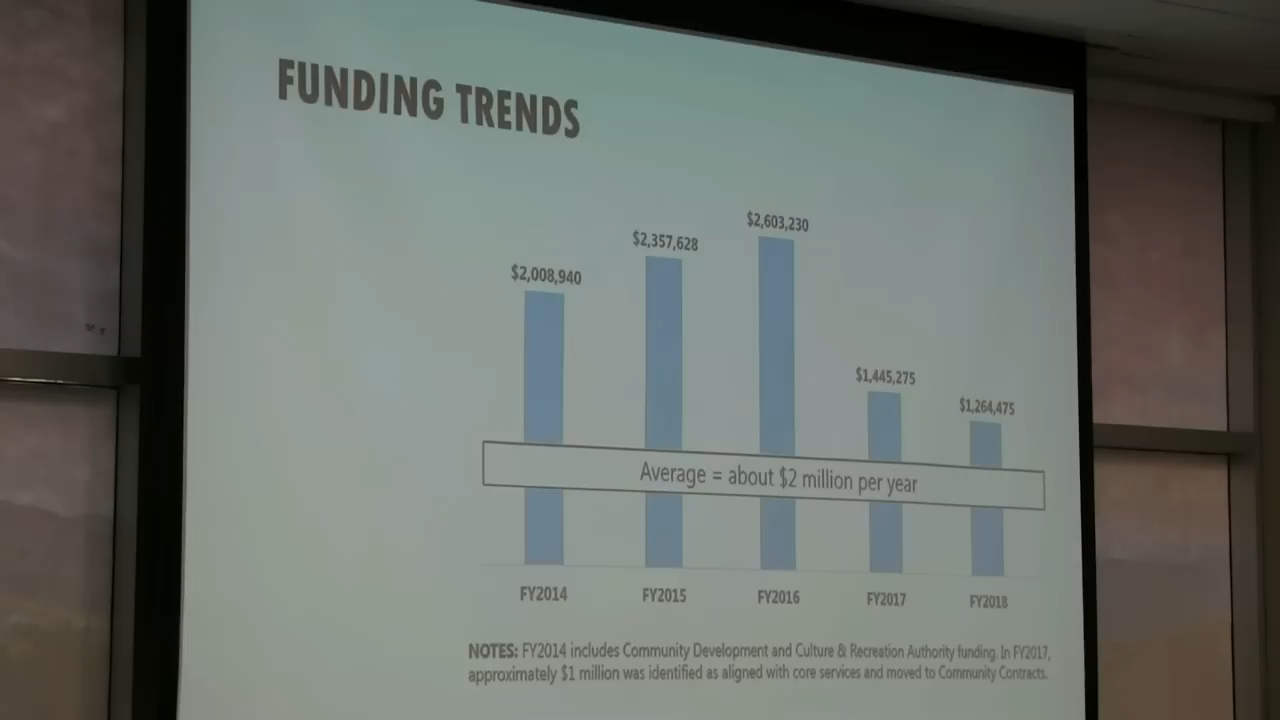 FUNDING TRENDS
$2,603,230
$2,357,628
$2,008,940
$1,445,275
$1,264,475
Average = about $2 million per year
FY2014 FY2015 FY2016 FY2017 FY2018
NOTES: FY2014 includes Community Development and Culture & Recreation Authority funding. In FY2017,
approximately $1 million was identified as aligned with core services and moved to Community Contracts.